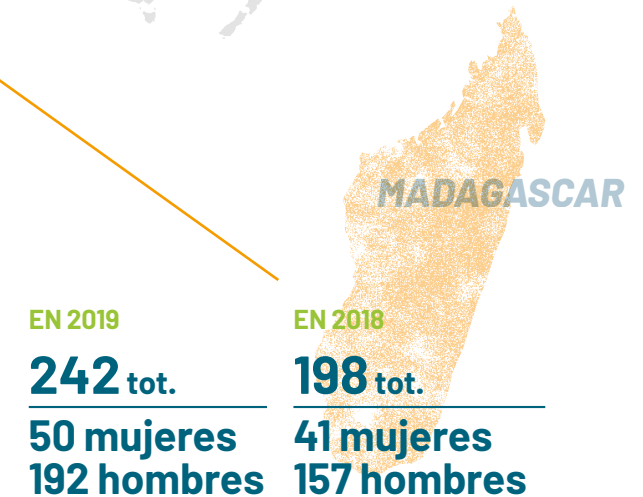 MADAGASCAR
EN 2019
242 tot.
50 mujeres
192 hombres
EN 2018
198 tot.
41 mujeres
157 hombres